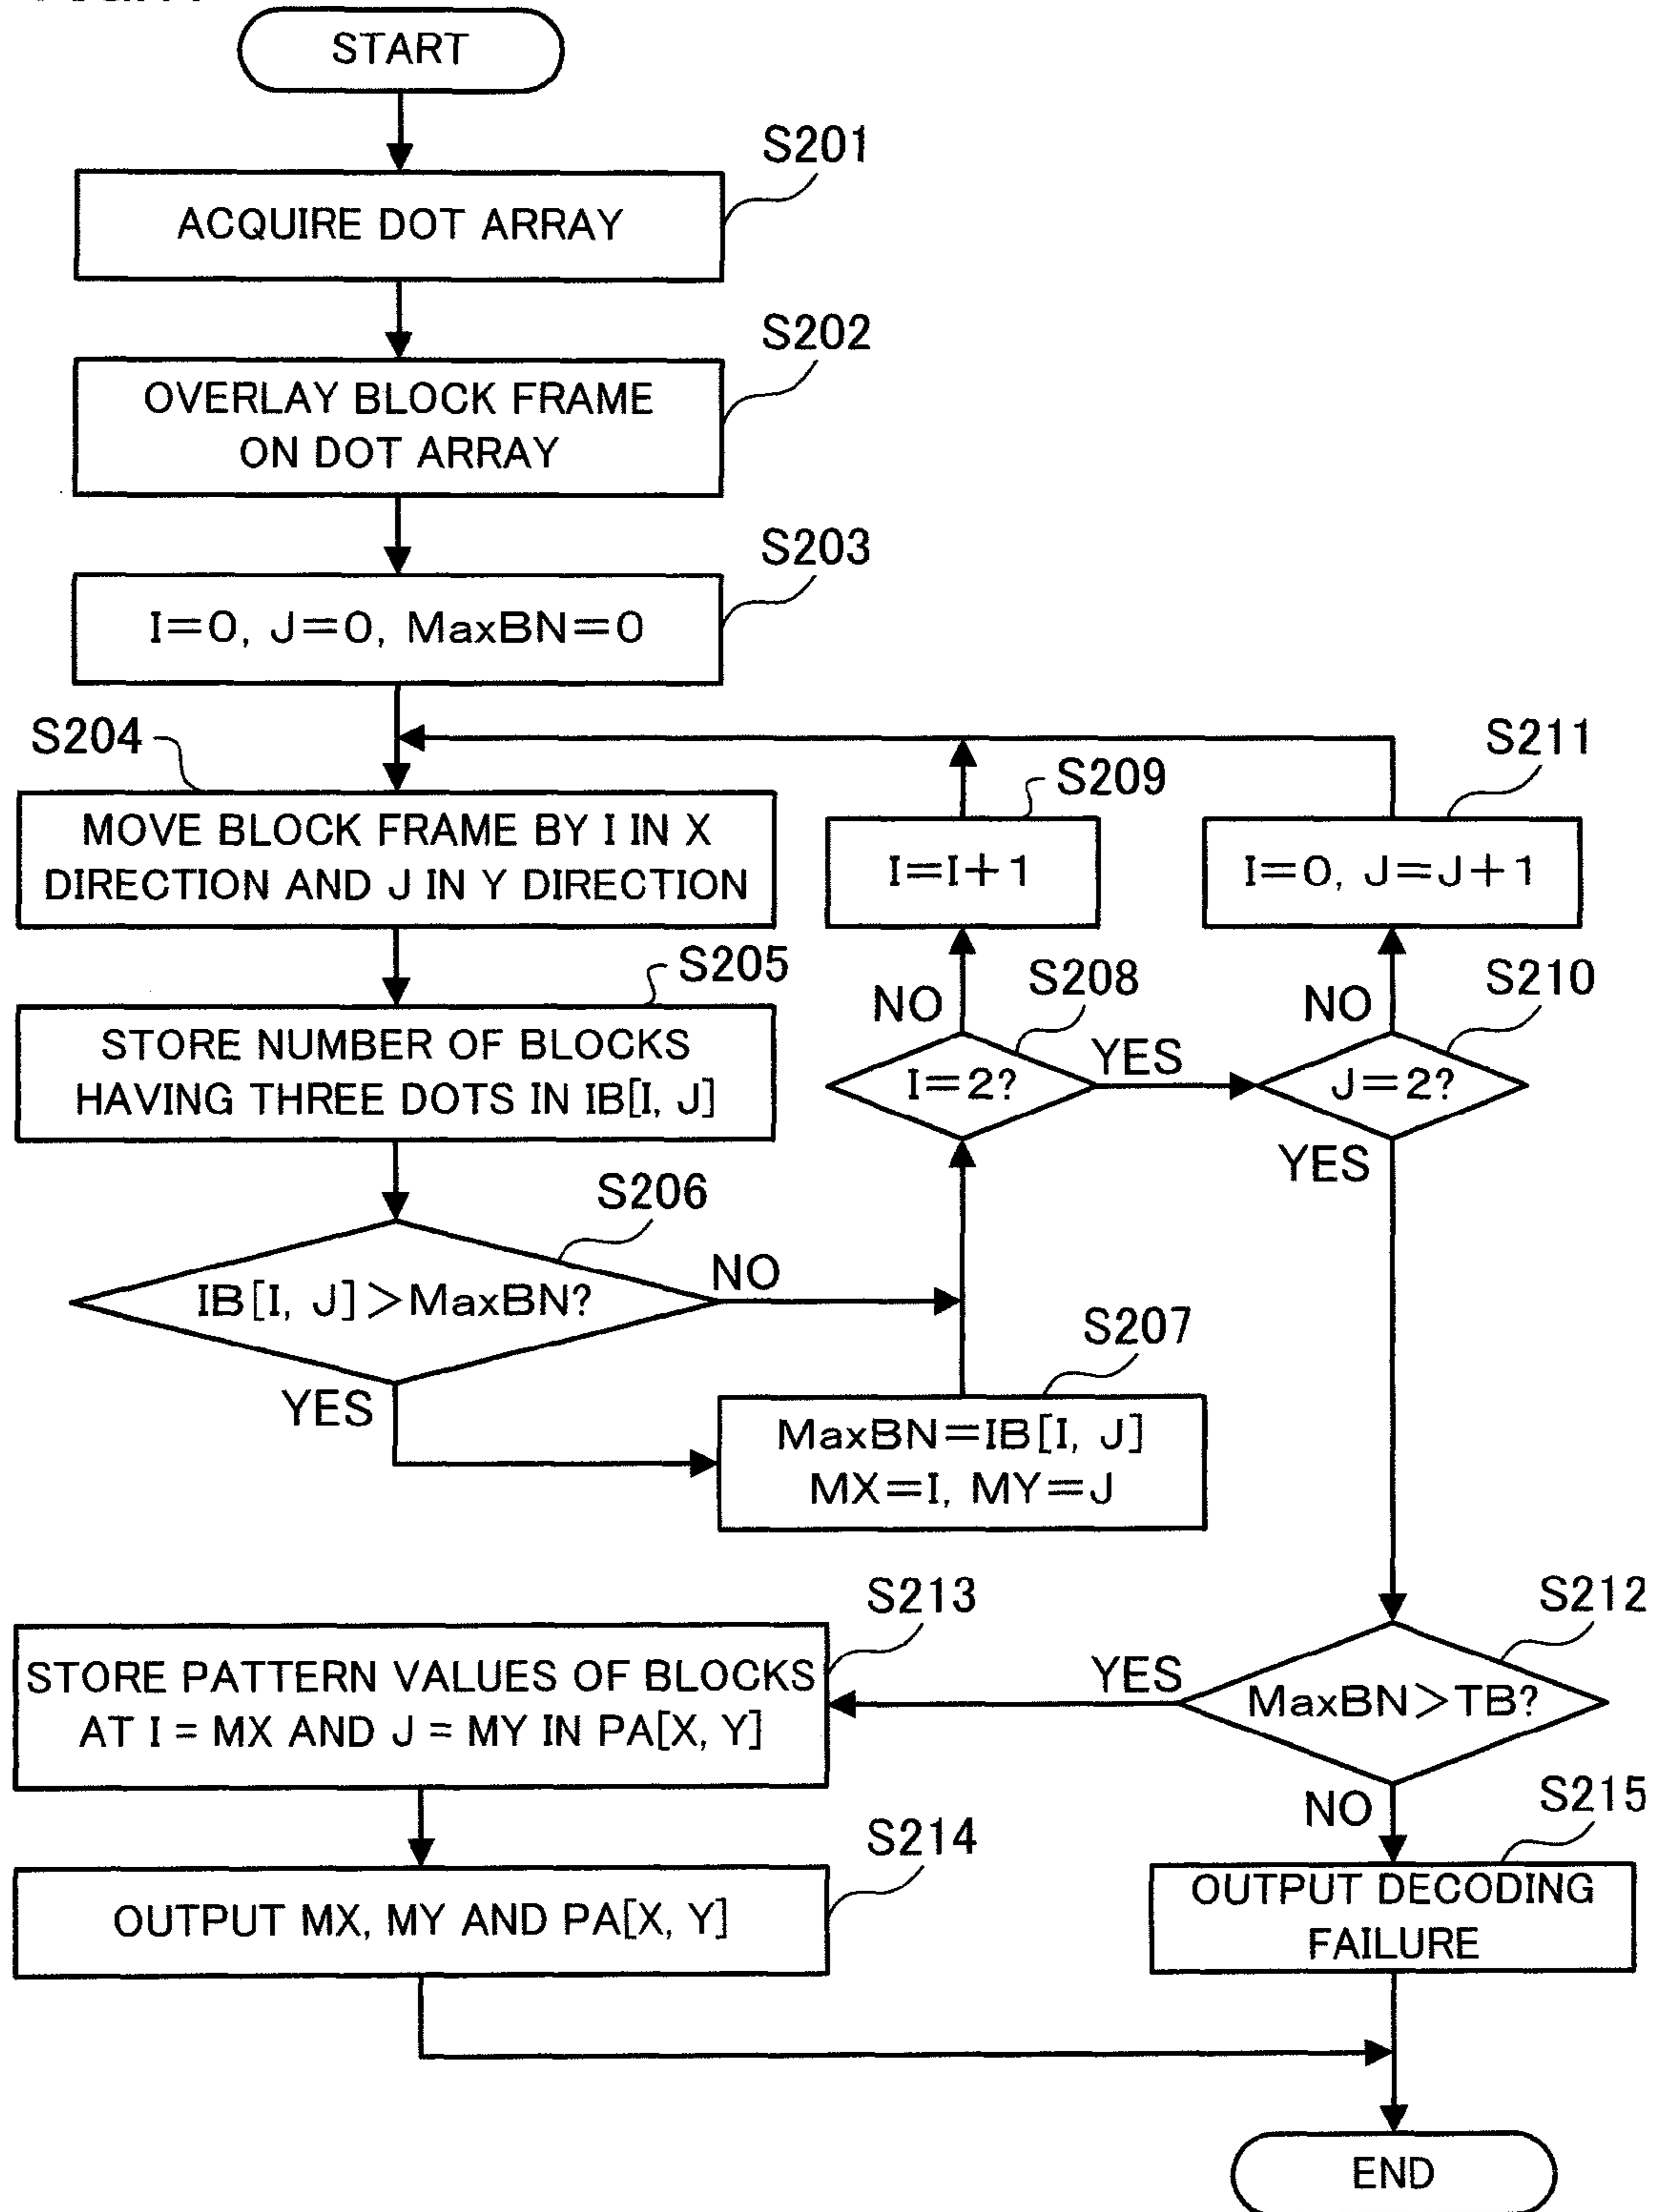 START
S201
ACQUIRE DOT ARRAY
S202
OVERLAY BLOCK FRAME
ON DOT ARRAY
S203
I=0, J=0, MaxBN=0
S204
MOVE BLOCK FRAME BY I IN X
DIRECTION AND J IN Y DIRECTION
S205
STORE NUMBER OF BLOCKS
HAVING THREE DOTS IN IB[I, J]
S206
IB[I, J]>MaxBN?
NO
YES
S207
MaxBN=IB[I, J]
MX=I, MY=J
S208
I=2?
NO
YES
S209
I=I+1
S210
J=2?
NO
YES
S211
I=0, J=J+1
S212
MaxBN>TB?
YES
NO
S213
STORE PATTERN VALUES OF BLOCKS
AT I = MX AND J = MY IN PA[X, Y]
S214
OUTPUT MX, MY AND PA[X, Y]
S215
OUTPUT DECODING
FAILURE
END